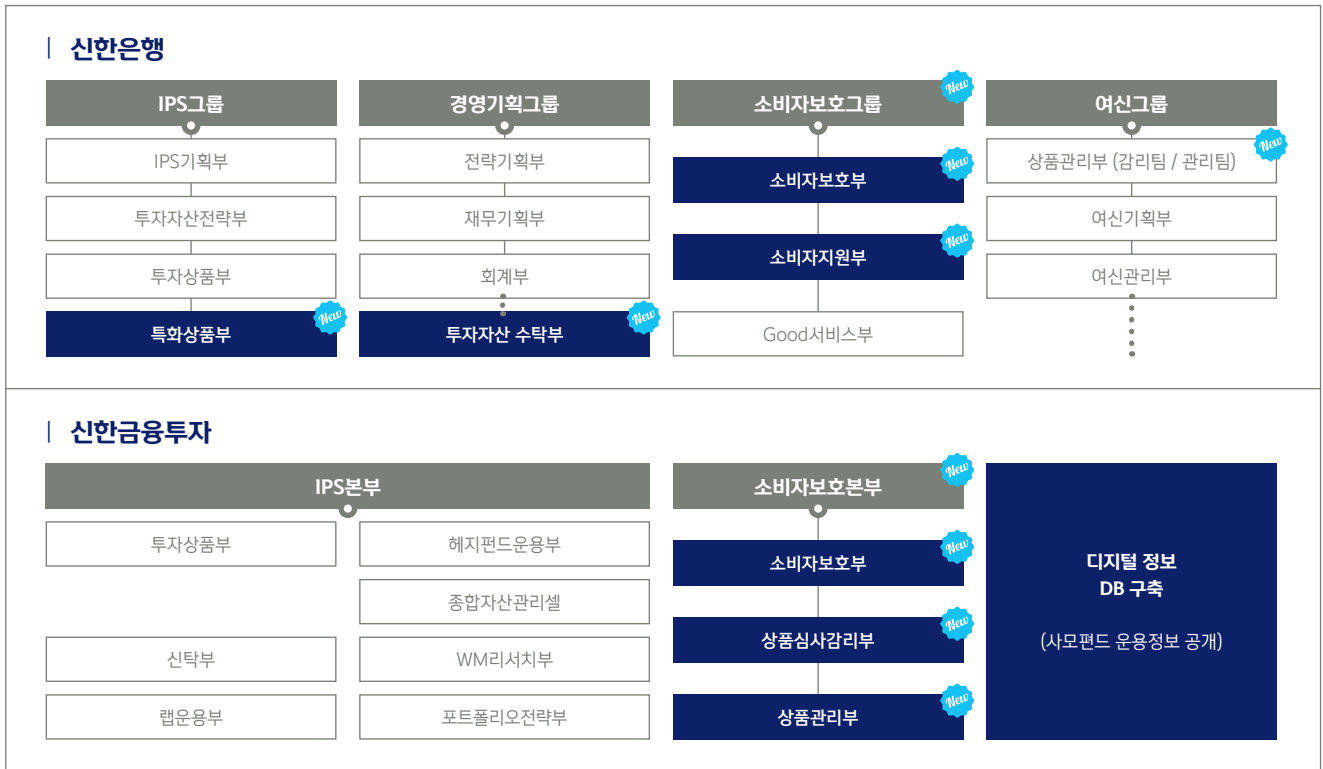 신한은행
IPS그룹
IPS기획부
투자자산전략부
투자상품부
특화상품부
New
경영기획그룹
전략기획부
재무기획부
회계부
투자자산 수탁부
New
소비자보호그룹
New
소비자보호부
New
소비자지원부
New
Good서비스부
여신그룹
상품관리부 (감리팀 / 관리팀)
New
여신기획부
여신관리부
신한금융투자
IPS본부
투자상품부
헤지펀드운용부
종합자산관리셀
신탁부
WM리서치부
랩운용부
포트폴리오전략부
소비자보호본부
New
소비자보호부
New
상품심사감리부
New
상품관리부
New
디지털 정보
DB 구축
(사모펀드 운용정보 공개)